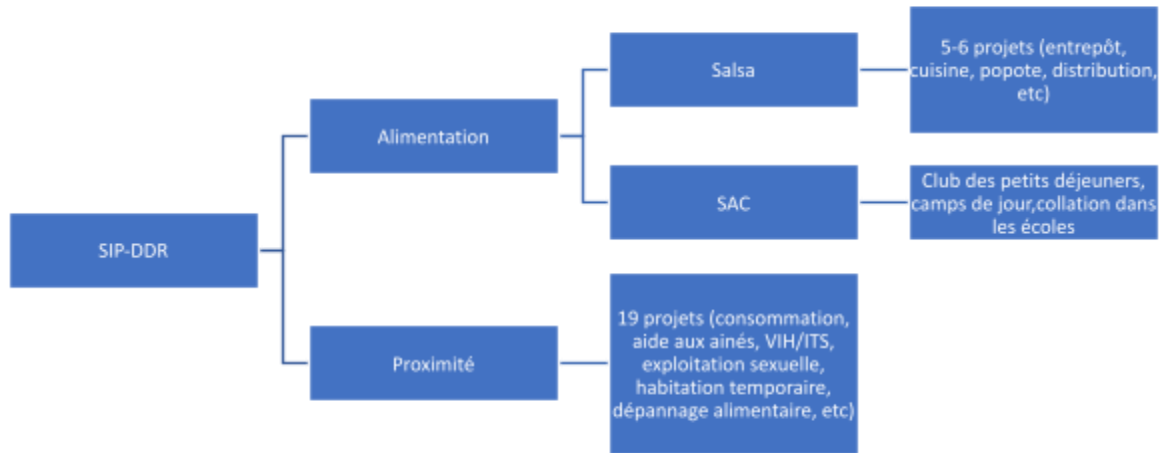 SIP-DDR
Alimentation
Salsa
5-6 projets (entrepôt,
cuisine, popote, distribution,
etc)
SAC
Club des petits déjeuners,
camps de jour,collation dans
les écoles
Proximité
19 projets (consommation,
aide aux ainés, VIH/ITS,
exploitation sexuelle,
habitation temporaire,
dépannage alimentaire, etc)